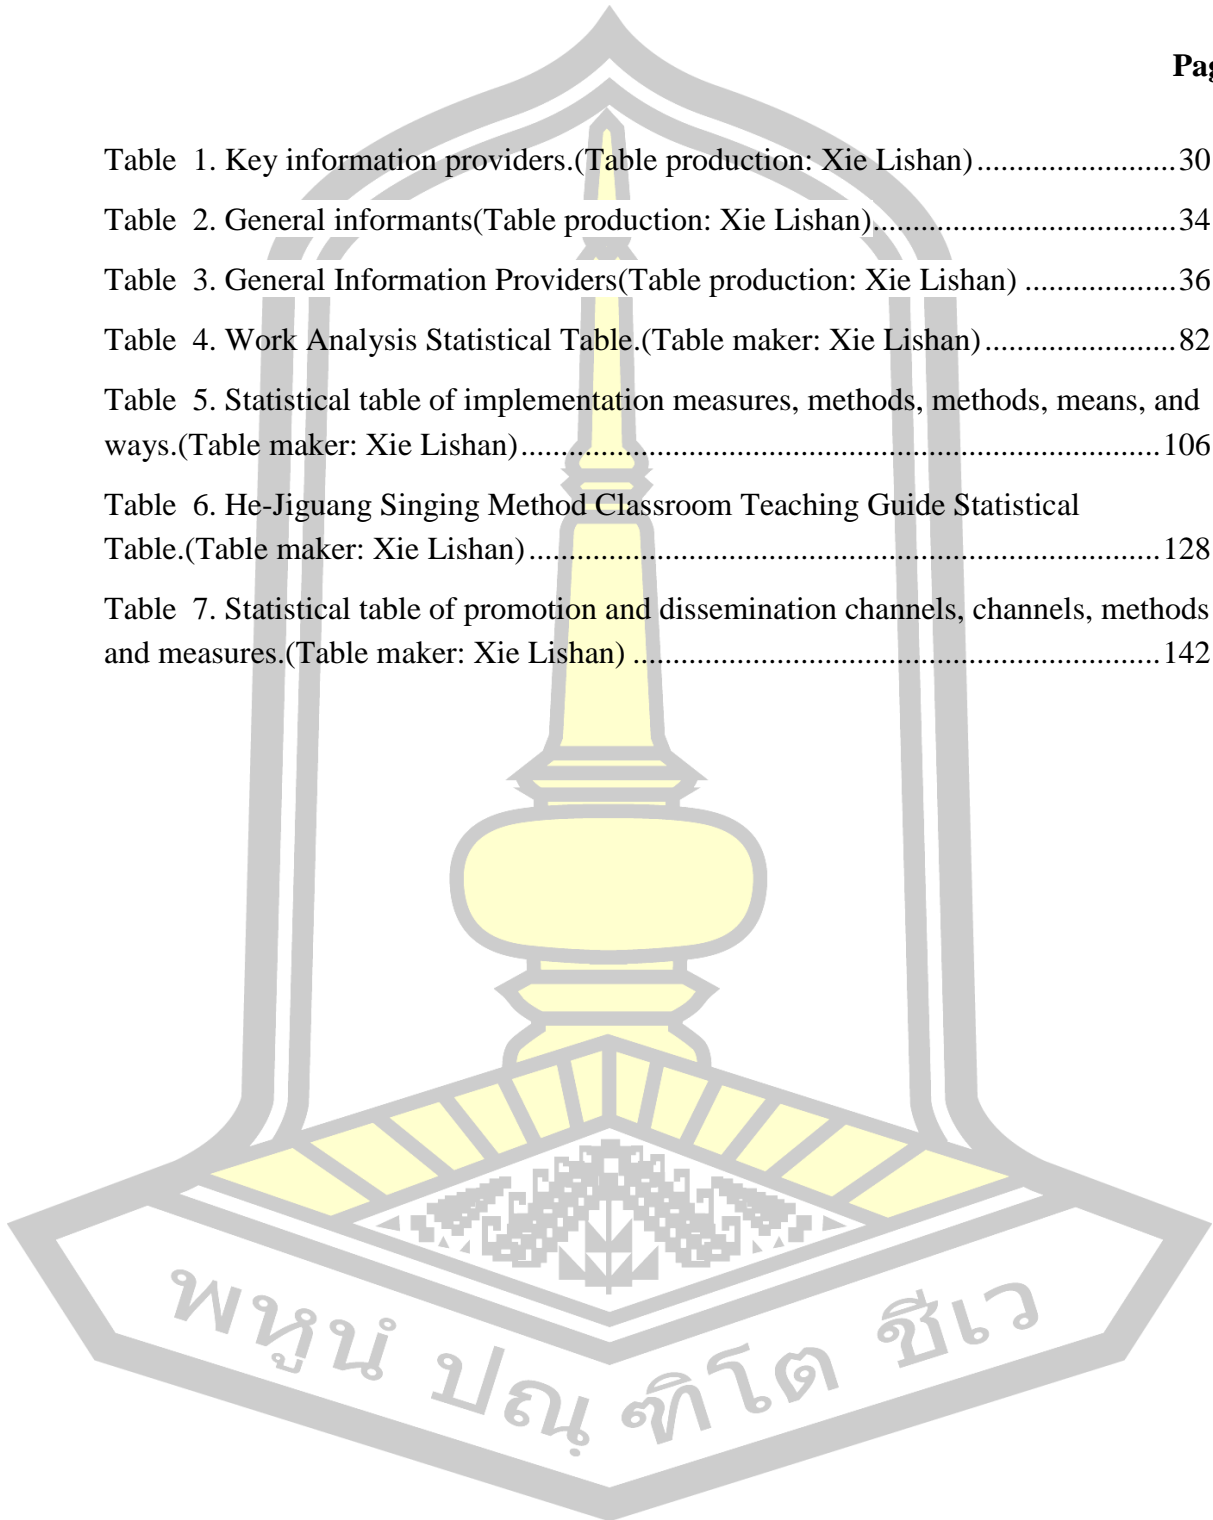 Pag
Table 1. Key information providers.(Table production: Xie Lishan).......................30
Table 2. General informants(Table production: Xie Lishan)...................................34
Table 3. General Information Providers(Table production: Xie Lishan) ..................36
Table 4. Work Analysis Statistical Table.(Table maker: Xie Lishan)......................82
Table 5. Statistical table of implementation measures, methods, methods, means, and
ways.(Table maker: Xie Lishan)..........................................................................106
Table 6. He-Jiguang Singing Method Classroom Teaching Guide Statistical
Table.(Table maker: Xie Lishan).........................................................................128
Table 7. Statistical table of promotion and dissemination channels, channels, methods
and measures.(Table maker: Xie Lishan) .............................................................142
พหูนํ ปณฺ ฑิโต ชีเว